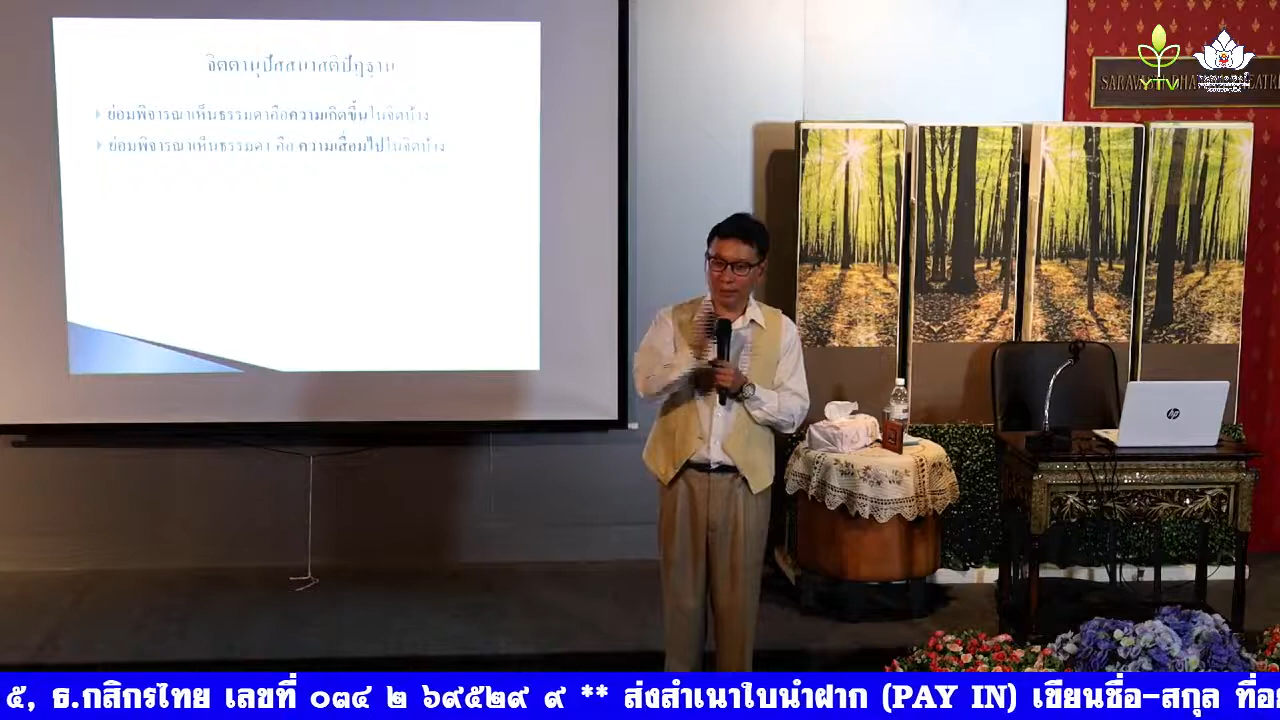 จิตตานุปัสสนาสติปัฏฐาน
ย่อมพิจารณาเห็นธรรมดาคือความเกิดขึ้นในจิตบ้าง
ย่อมพิจารณาเห็นธรรมดา คือ ความเสื่อมไปในจิตบ้าง
YTV
hp
๕, ธ.กสิกรไทย เลขที่ ๐๓๔ ๒ ๖๙๕๒๙ ๙ ** ส่งสำเนาใบนำฝาก (PAY IN) เขียนชื่อ-สกุล ที่อ